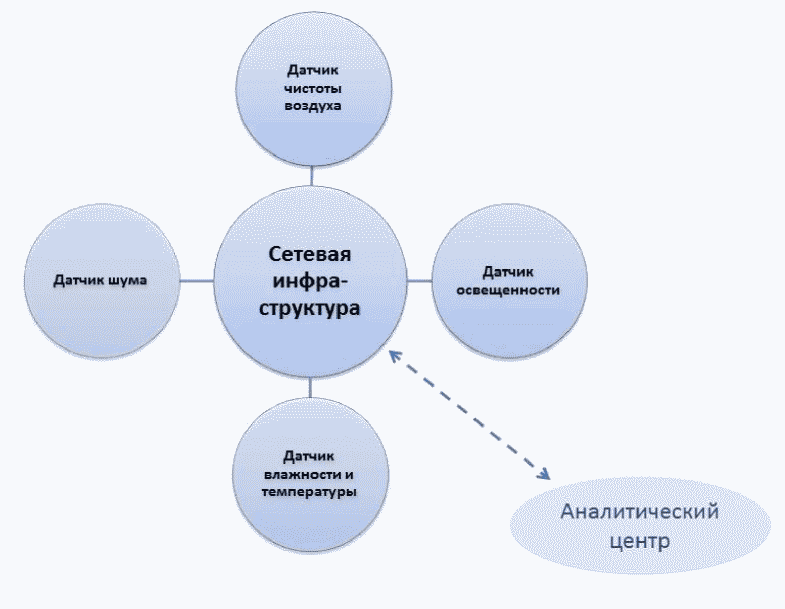 Датчик
чистоты
воздуха
Датчик шума
Сетевая
инфра-
структура
Датчик
освещенности
Датчик
влажности и
температуры
Аналитический
центр